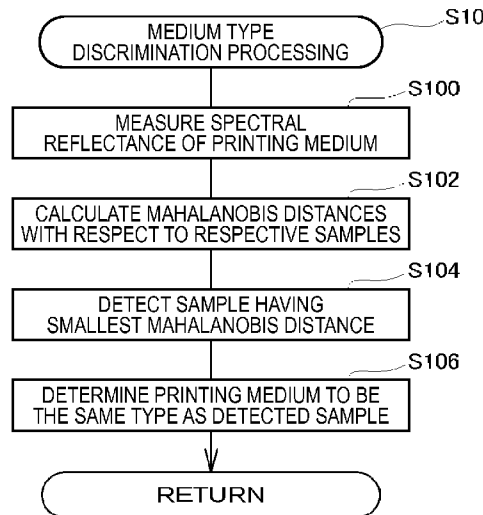 MEDIUM TYPE
DISCRIMINATION PROCESSING
S10
S100
MEASURE SPECTRAL
REFLECTANCE OF PRINTING MEDIUM
S102
CALCULATE MAHALANOBIS DISTANCES
WITH RESPECT TO RESPECTIVE SAMPLES
S104
DETECT SAMPLE HAVING
SMALLEST MAHALANOBIS DISTANCE
S106
DETERMINE PRINTING MEDIUM TO BE
THE SAME TYPE AS DETECTED SAMPLE
RETURN